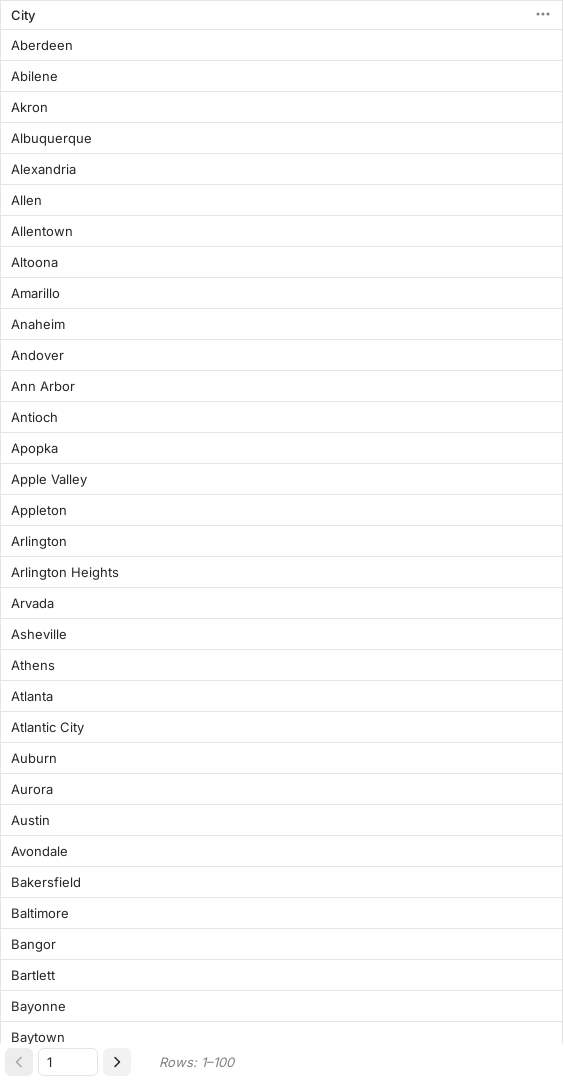 City
Aberdeen
Abilene
Akron
Albuquerque
Alexandria
Allen
Allentown
Altoona
Amarillo
Anaheim
Andover
Ann Arbor
Antioch
Apopka
Apple Valley
Appleton
Arlington
Arlington Heights
Arvada
Asheville
Athens
Atlanta
Atlantic City
Auburn
Aurora
Austin
Avondale
Bakersfield
Baltimore
Bangor
Bartlett
Bayonne
Baytown
1 Rows: 1–100